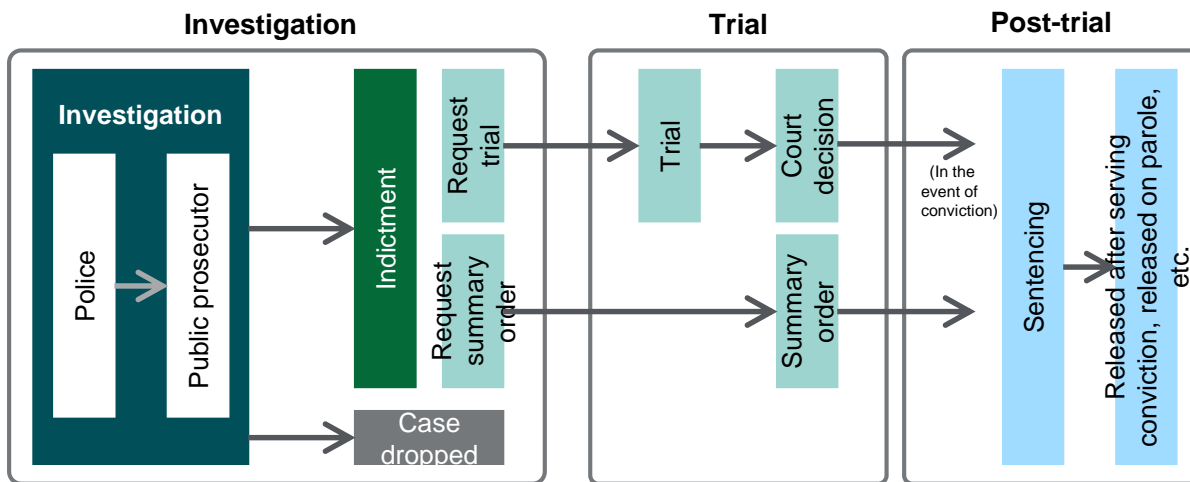 Investigation
Trial
Post-trial
Investigation
Police
Public prosecutor
Indictment
Request
trial
Request
summary
order
Case
dropped
Trial
Court
decision
Summary
order
(In the
event of
conviction)
Sentencing
Released after serving
conviction, released on parole,
etc.